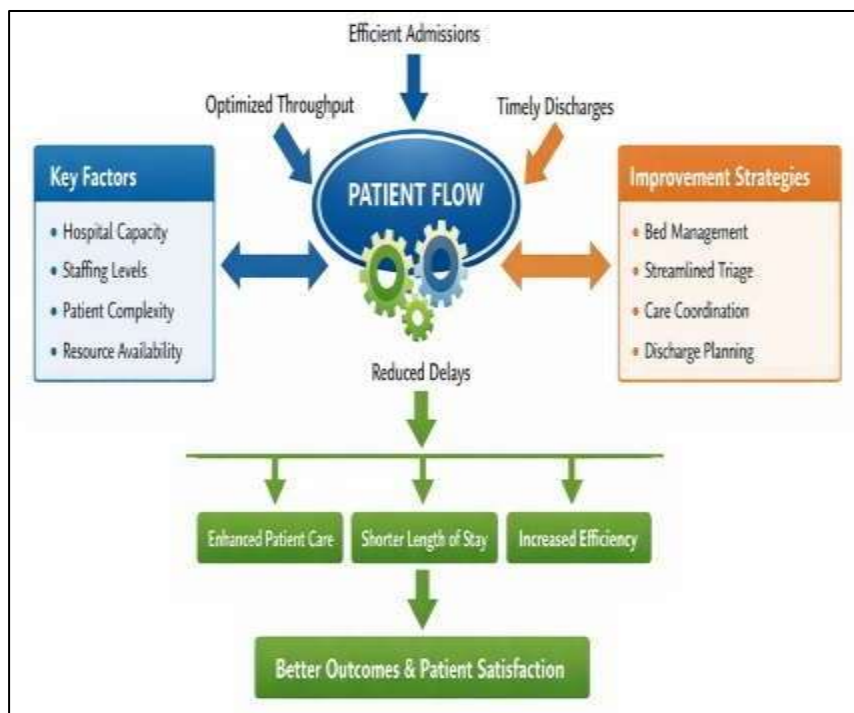 Efficient Admissions
Optimized Throughput
Timely Discharges
PATIENT FLOW
Key Factors
• Hospital Capacity
• Staffing Levels
• Patient Complexity
• Resource Availability
Improvement Strategies
• Bed Management
• Streamlined Triage
• Care Coordination
• Discharge Planning
Reduced Delays
Enhanced Patient Care
Shorter Length of Stay
Increased Efficiency
Better Outcomes & Patient Satisfaction